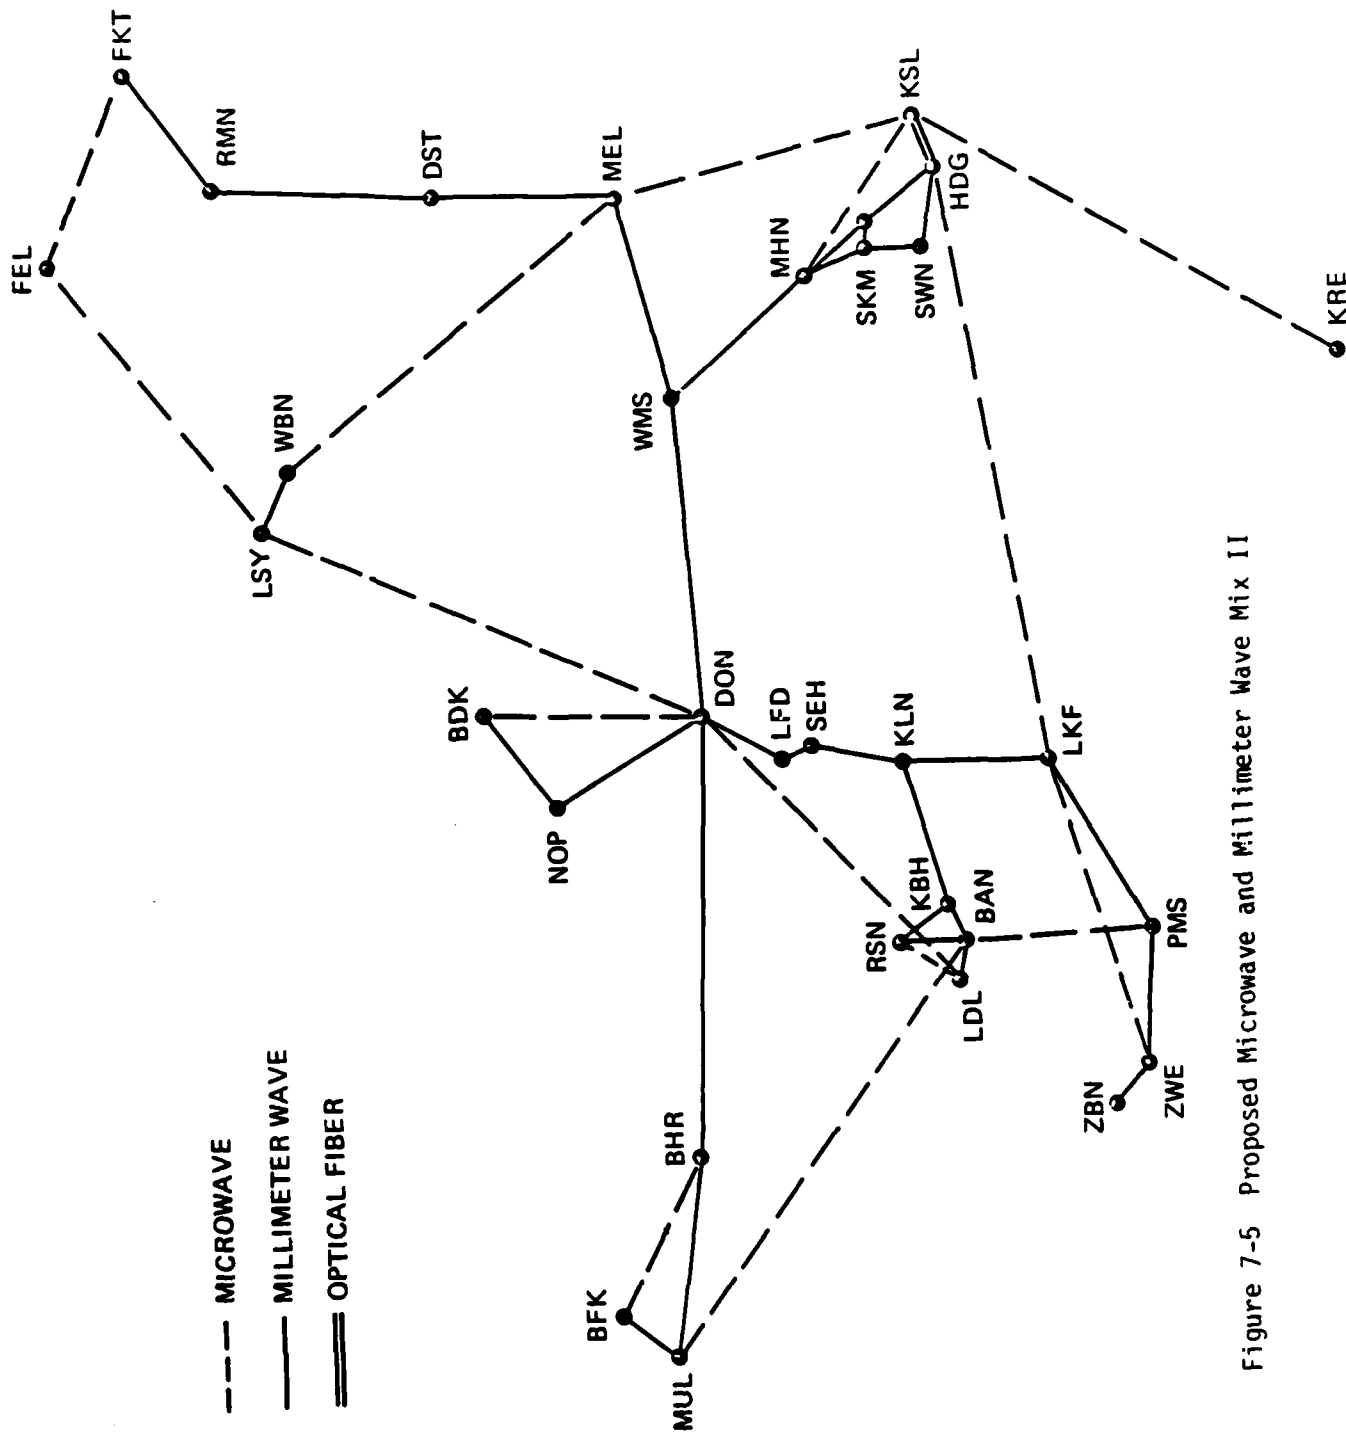 FKT
FEL
RMN
DST
MEL
WBN
LSY
KSL
HDG
MHN
SKM
SWN
WMS
KRE
BDK
DON
NOP
LFD
SEH
KLN
LKF
KBH
BAN
RSN
LDL
PMS
ZBN
ZWE
BHR
BFK
MUL
MICROWAVE
MILLIMETER WAVE
OPTICAL FIBER
Figure 7-5 Proposed Microwave and Millimeter Wave Mix II